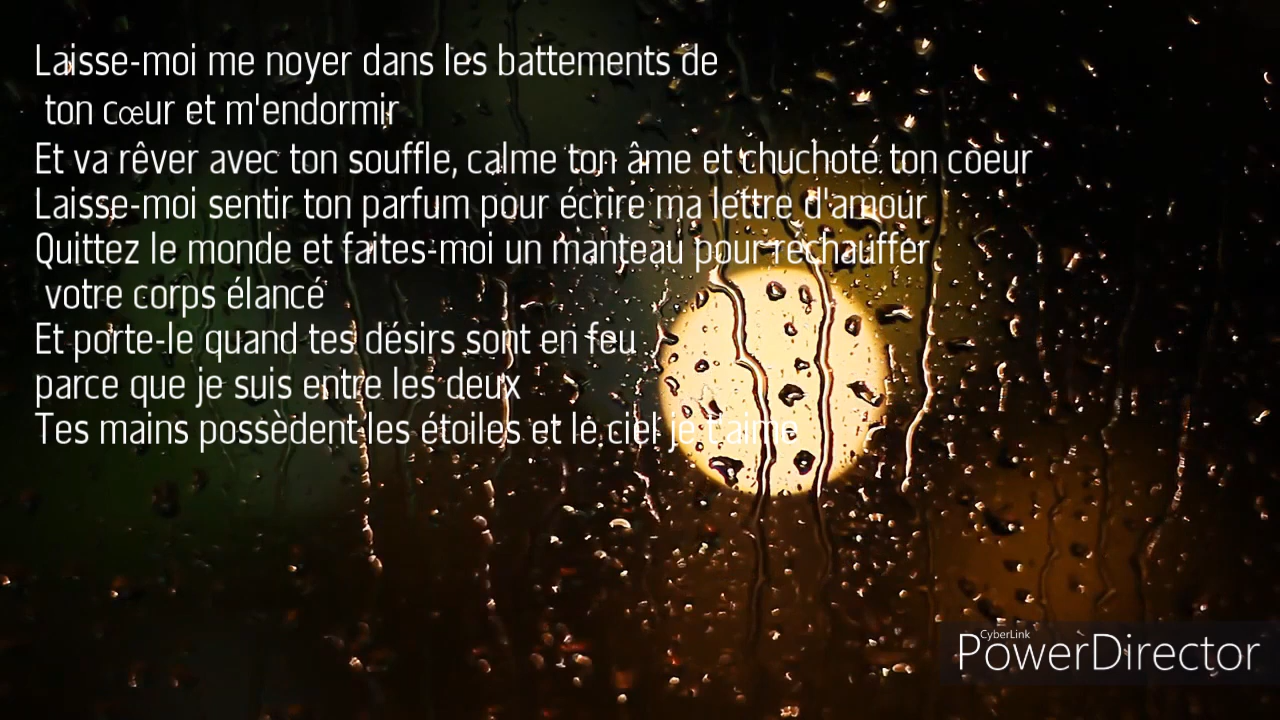 Laisse-moi me noyer dans les battements de
ton cœur et m'endormir
Et va rêver avec ton souffle, calme ton âme et chuchote ton coeur
Laisse-moi sentir ton parfum pour écrire ma lettre d'amour
Quittez le monde et faites-moi un manteau pour réchauffer
votre corps élancé
Et porte-le quand tes désirs sont en feu
parce que je suis entre les deux
Tes mains possèdent les étoiles et le ciel je t'aime
CyberLink
PowerDirector